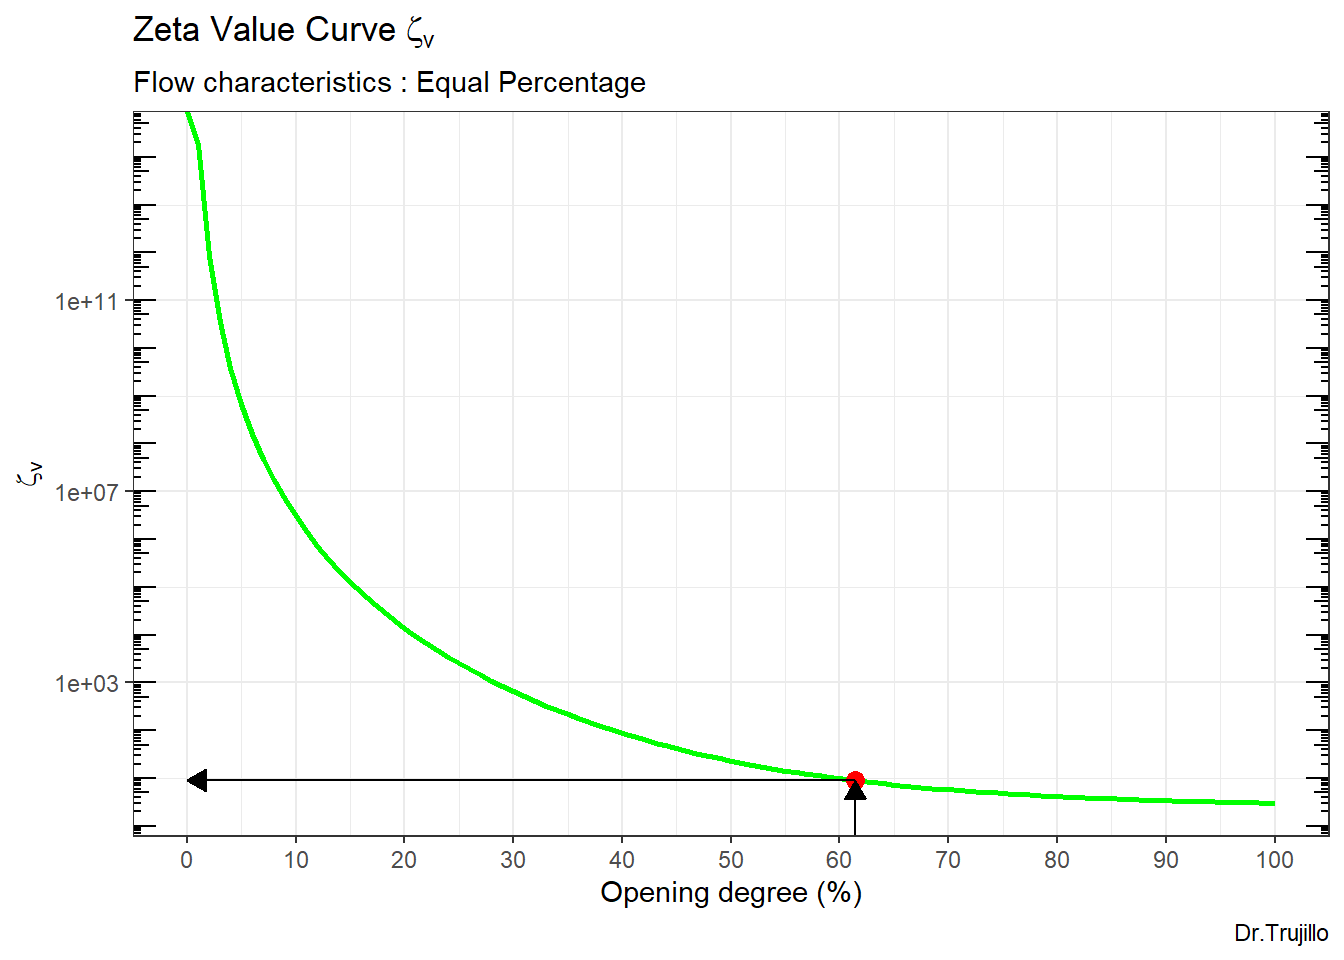 Zeta Value Curve ζv
Flow characteristics : Equal Percentage
1e+11
1e+07
1e+03
ζv
0 10 20 30 40 50 60 70 80 90 100
Opening degree (%)
Dr.Trujillo